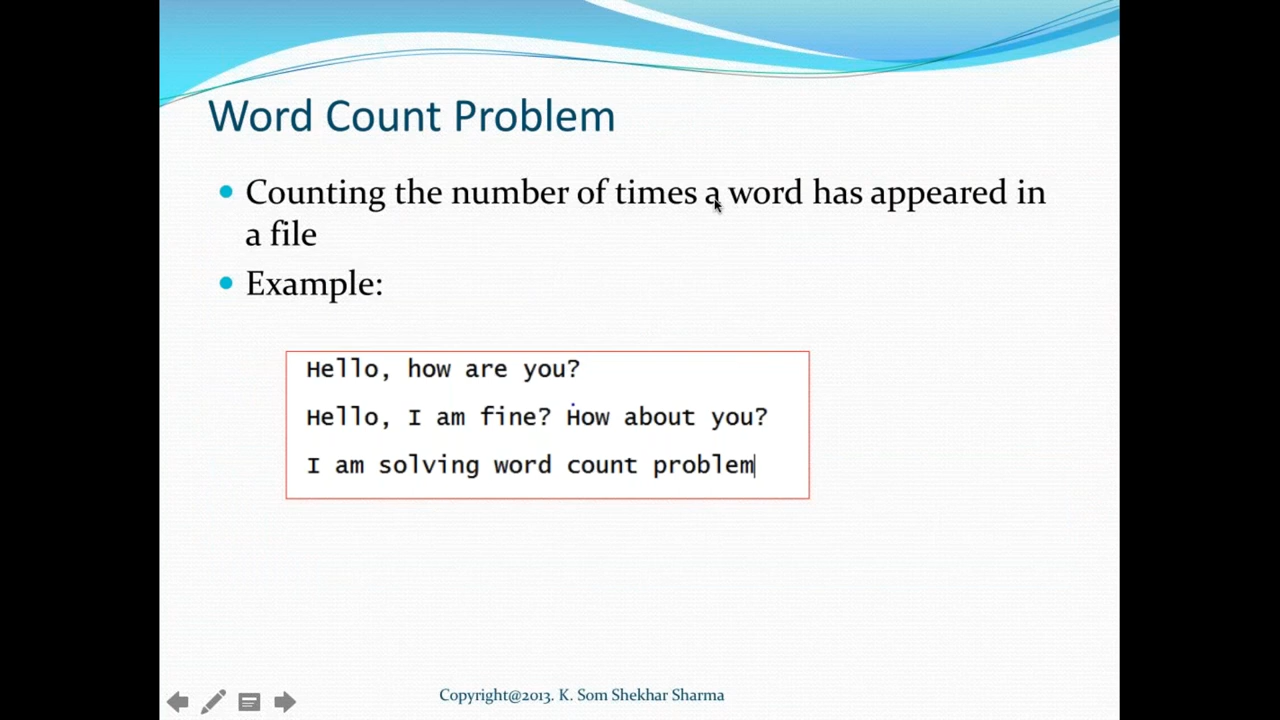 Word Count Problem
Counting the number of times a word has appeared in
a file
Example:
Hello, how are you?
Hello, I am fine? How about you?
I am solving word count problem
Copyright@2013. K. Som Shekhar Sharma